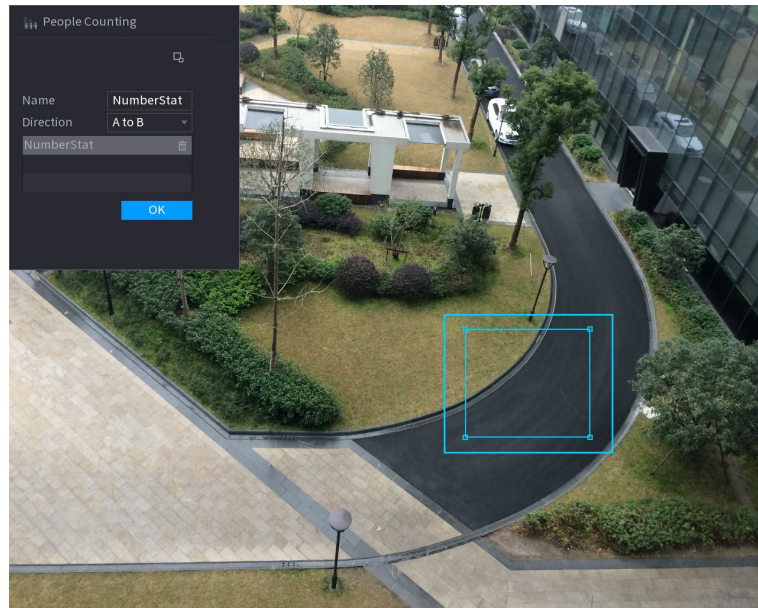 People Counting
Name NumberStat
Direction A to B
NumberStat
OK